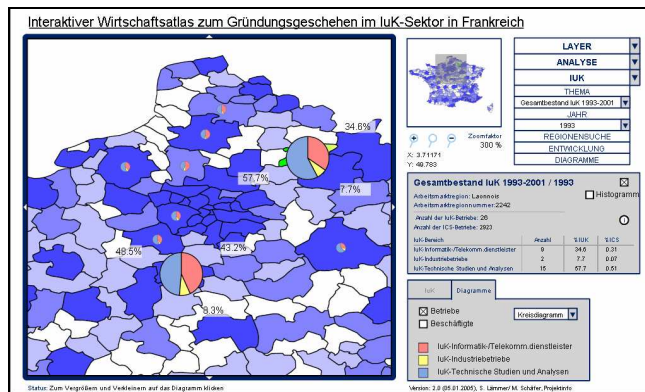 Interaktiver Wirtschaftsatlas zum Gründungsgeschehen im IuK-Sektor in Frankreich
34.6%
57.7%
7.7%
48.5%
43.2%
8.3%
Status: Zum Vergrößern und Verkleinern auf das Diagramm klicken
Zoomfaktor
300 %
X: 3.71171
Y: 49.783
LAYER
ANALYSE
IUK
THEMA
Gesamtbestand IuK 1993-2001
JAHR
1993
REGIONENSUCHE
ENTWICKLUNG
DIAGRAMME
Gesamtbestand IuK 1993-2001 / 1993
Arbeitsmarktregion: Laonnois
Histogramm
Arbeitsmarktregionnummer: 2242
Anzahl der IuK-Betriebe: 26
Anzahl der ICS-Betriebe: 2923
IuK-Bereich Anzahl %IUK %ICS
IuK-Informatik-/Telekomm.dienstleister 9 34.6 0.31
IuK-Industriebetriebe 2 7.7 0.07
IuK-Technische Studien und Analysen 15 57.7 0.51
IuK Diagramme
Betriebe
Kreisdiagramm
Beschäftigte
IuK-Informatik-/Telekomm.dienstleister
IuK-Industriebetriebe
IuK-Technische Studien und Analysen
Version: 2.0 (05.01 2005), S. Lämmer/ M. Schäffer, Projektinfo